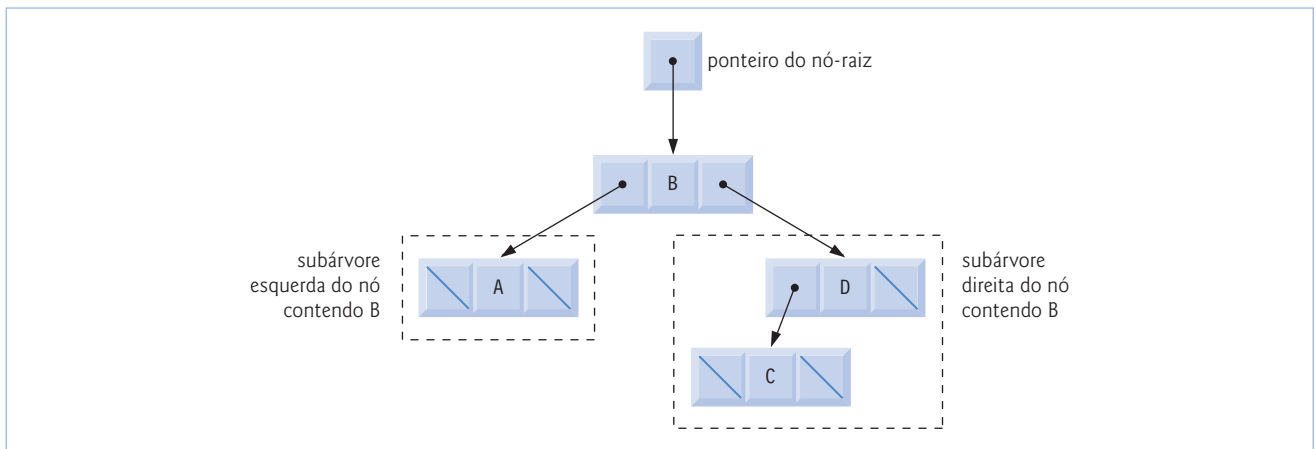 ponteiro do nó-raiz
B
subárvore
esquerda do nó
contendo B
A
D
subárvore
direita do nó
contendo B
C